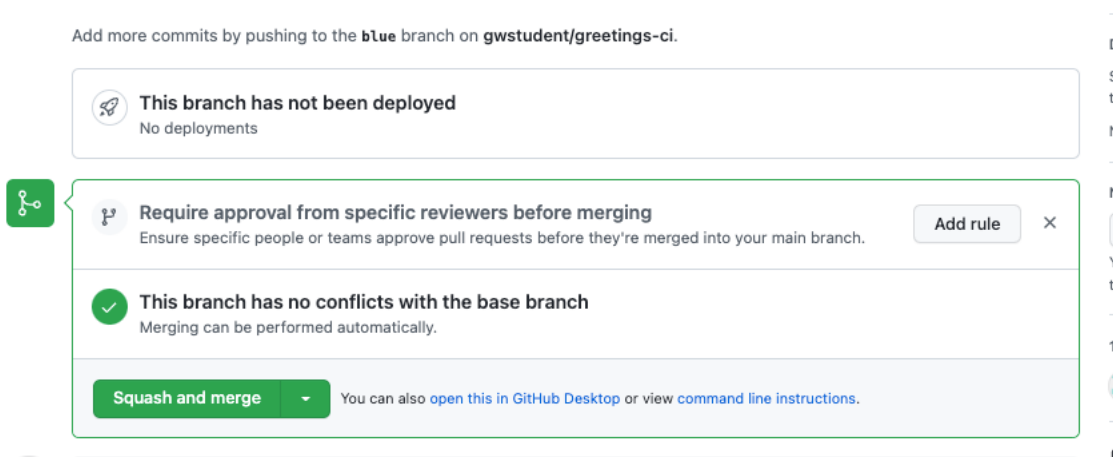 Add more commits by pushing to the blue branch on gwstudent/greetings-ci.
This branch has not been deployed
No deployments
Require approval from specific reviewers before merging
Ensure specific people or teams approve pull requests before they're merged into your main branch.
Add rule
This branch has no conflicts with the base branch
Merging can be performed automatically.
Squash and merge
You can also open this in GitHub Desktop or view command line instructions.